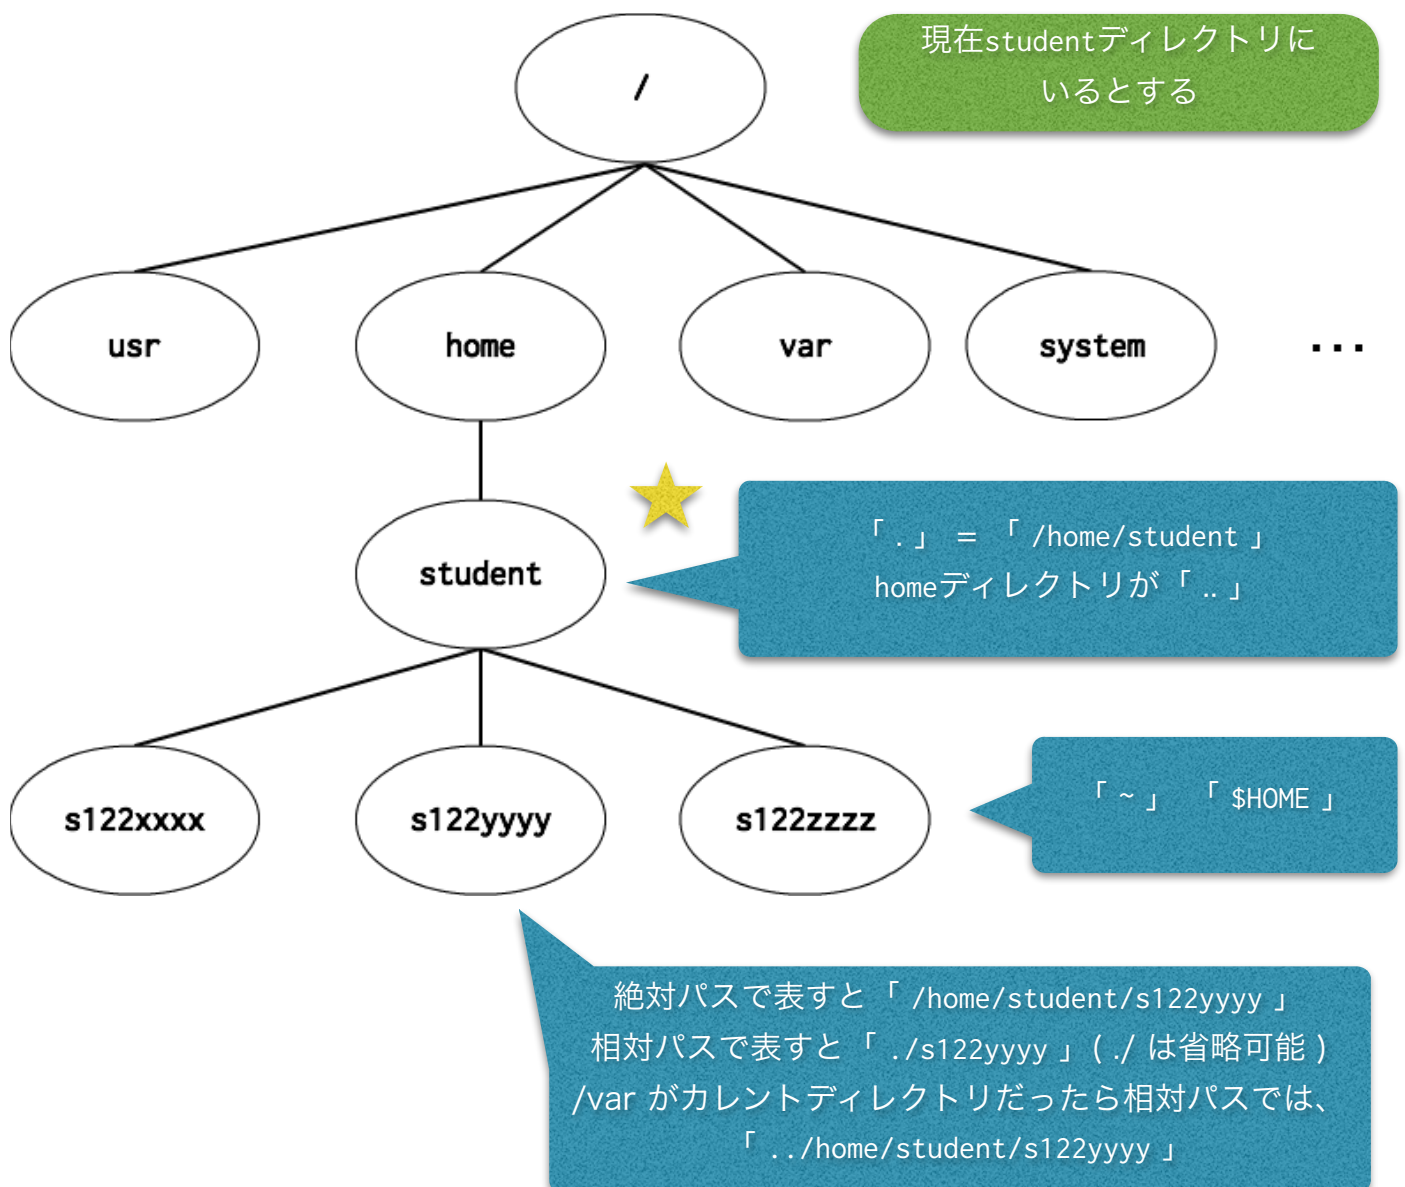 /
現在studentディレクトリに
いるとする
usr
home
var
system
...
「 . 」 = 「 /home/student 」
homeディレクトリが「 .. 」
student
s122xxxx
s122yyyy
s122zzzz
「 ~ 」 「 $HOME 」
絶対パスで表すと「 /home/student/s122yyyy 」
相対パスで表すと「 ./s122yyyy 」( ./ は省略可能 )
/var がカレントディレクトリだったら相対パスでは、
「 ../home/student/s122yyyy 」